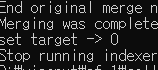 End original merge n
Merging was complete
set target -> 0
Stop running indexer